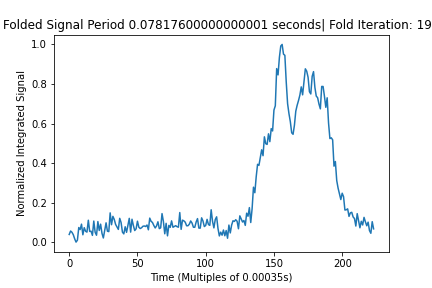 Folded Signal Period 0.07817600000000001 seconds| Fold Iteration: 19
1.0
0.8
0.6
0.4
0.2
0.0
Normalized Integrated Signal
0 50 100 150 200
Time (Multiples of 0.00035s)